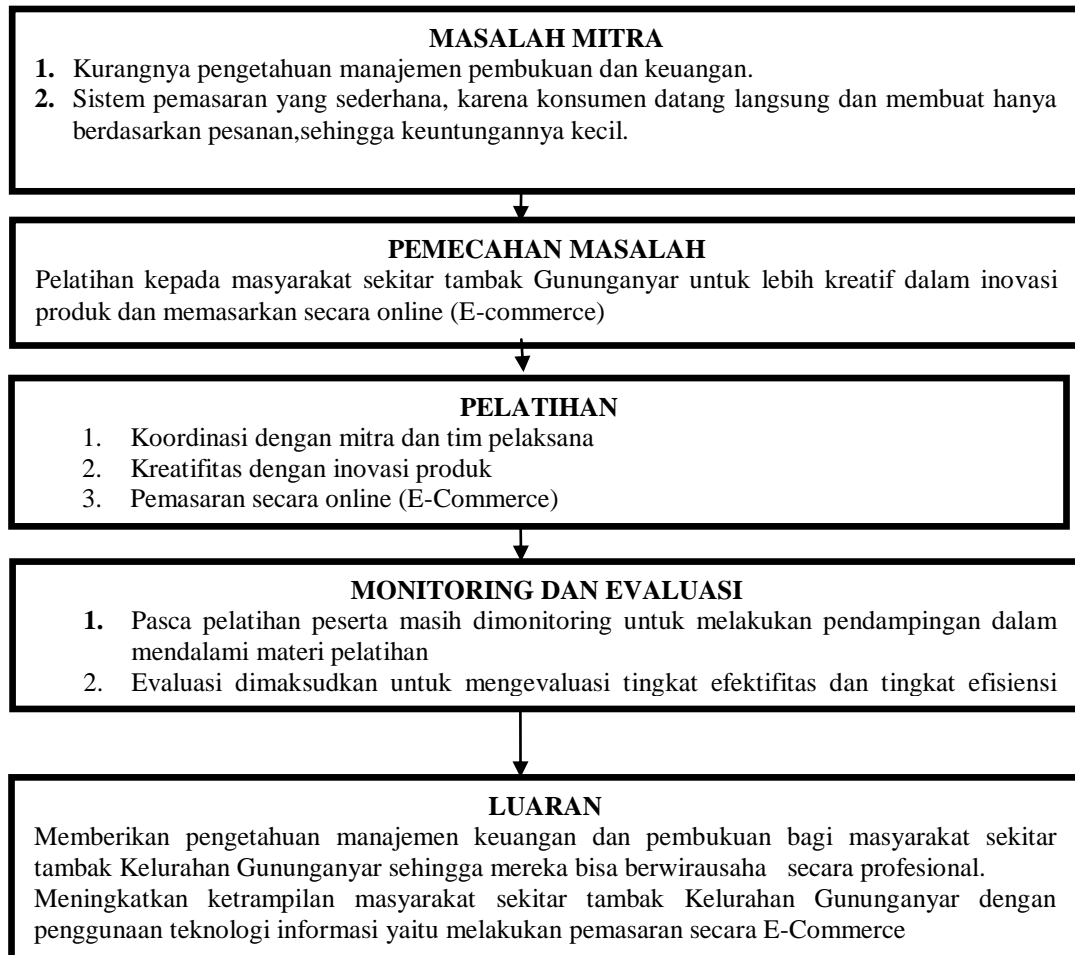 MASALAH MITRA
1. Kurangnya pengetahuan manajemen pembukuan dan keuangan.
2. Sistem pemasaran yang sederhana, karena konsumen datang langsung dan membuat hanya
berdasarkan pesanan,sehingga keuntungannya kecil.
PEMECAHAN MASALAH
Pelatihan kepada masyarakat sekitar tambak Gununganyar untuk lebih kreatif dalam inovasi
produk dan memasarkan secara online (E-commerce)
PELATIHAN
1. Koordinasi dengan mitra dan tim pelaksana
2. Kreatifitas dengan inovasi produk
3. Pemasaran secara online (E-Commerce)
MONITORING DAN EVALUASI
1. Pasca pelatihan peserta masih dimonitoring untuk melakukan pendampingan dalam
mendalami materi pelatihan
2. Evaluasi dimaksudkan untuk mengevaluasi tingkat efektifitas dan tingkat efisiensi
LUARAN
Memberikan pengetahuan manajemen keuangan dan pembukuan bagi masyarakat sekitar
tambak Kelurahan Gununganyar sehingga mereka bisa berwirausaha secara profesional.
Meningkatkan ketrampilan masyarakat sekitar tambak Kelurahan Gununganyar dengan
penggunaan teknologi informasi yaitu melakukan pemasaran secara E-Commerce